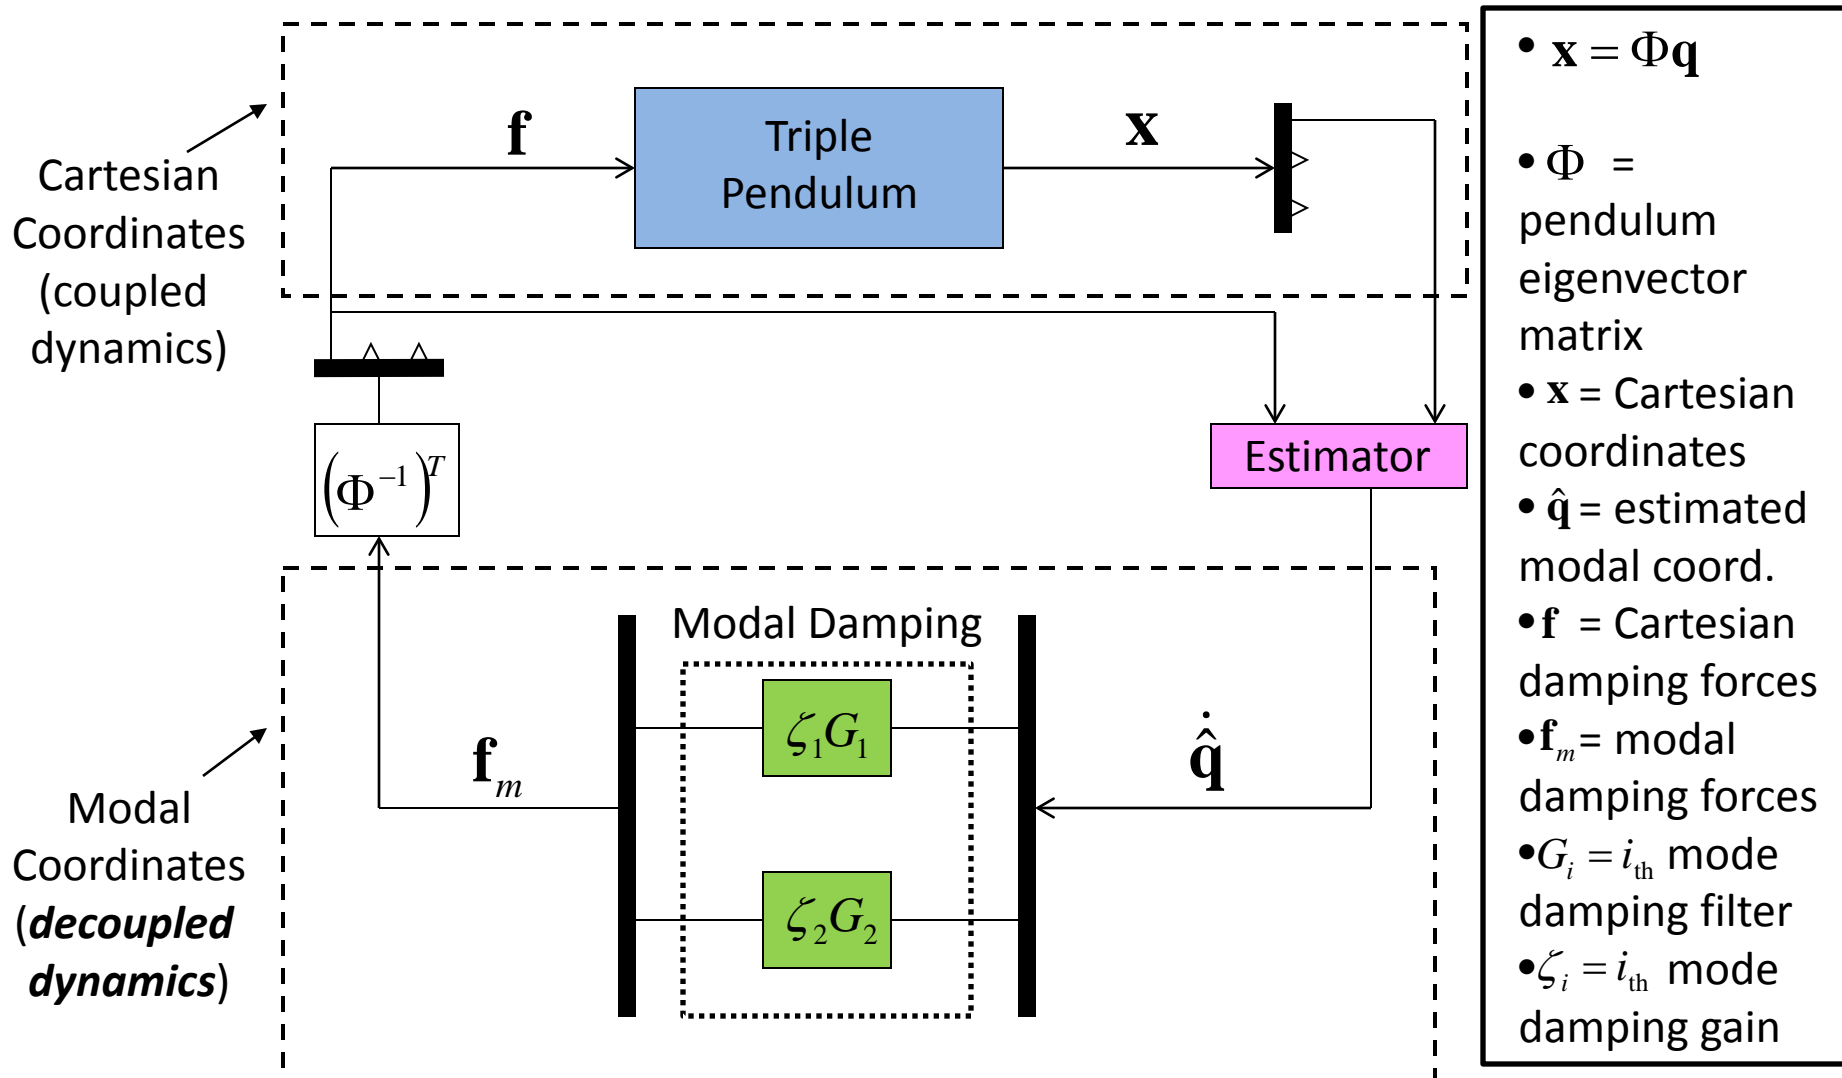 f
Triple
Pendulum
x
Cartesian
Coordinates
(coupled
dynamics)
(Φ⁻¹)ᵀ
Estimator
Modal Damping
ζ₁G₁
ζ₂G₂
fₘ
q̂̇
Modal
Coordinates
(decoupled
dynamics)
• x = Φq
• Φ =
pendulum
eigenvector
matrix
• x = Cartesian
coordinates
• q̂ = estimated
modal coord.
• f = Cartesian
damping forces
• fₘ = modal
damping forces
• Gᵢ = i_th mode
damping filter
• ζᵢ = i_th mode
damping gain